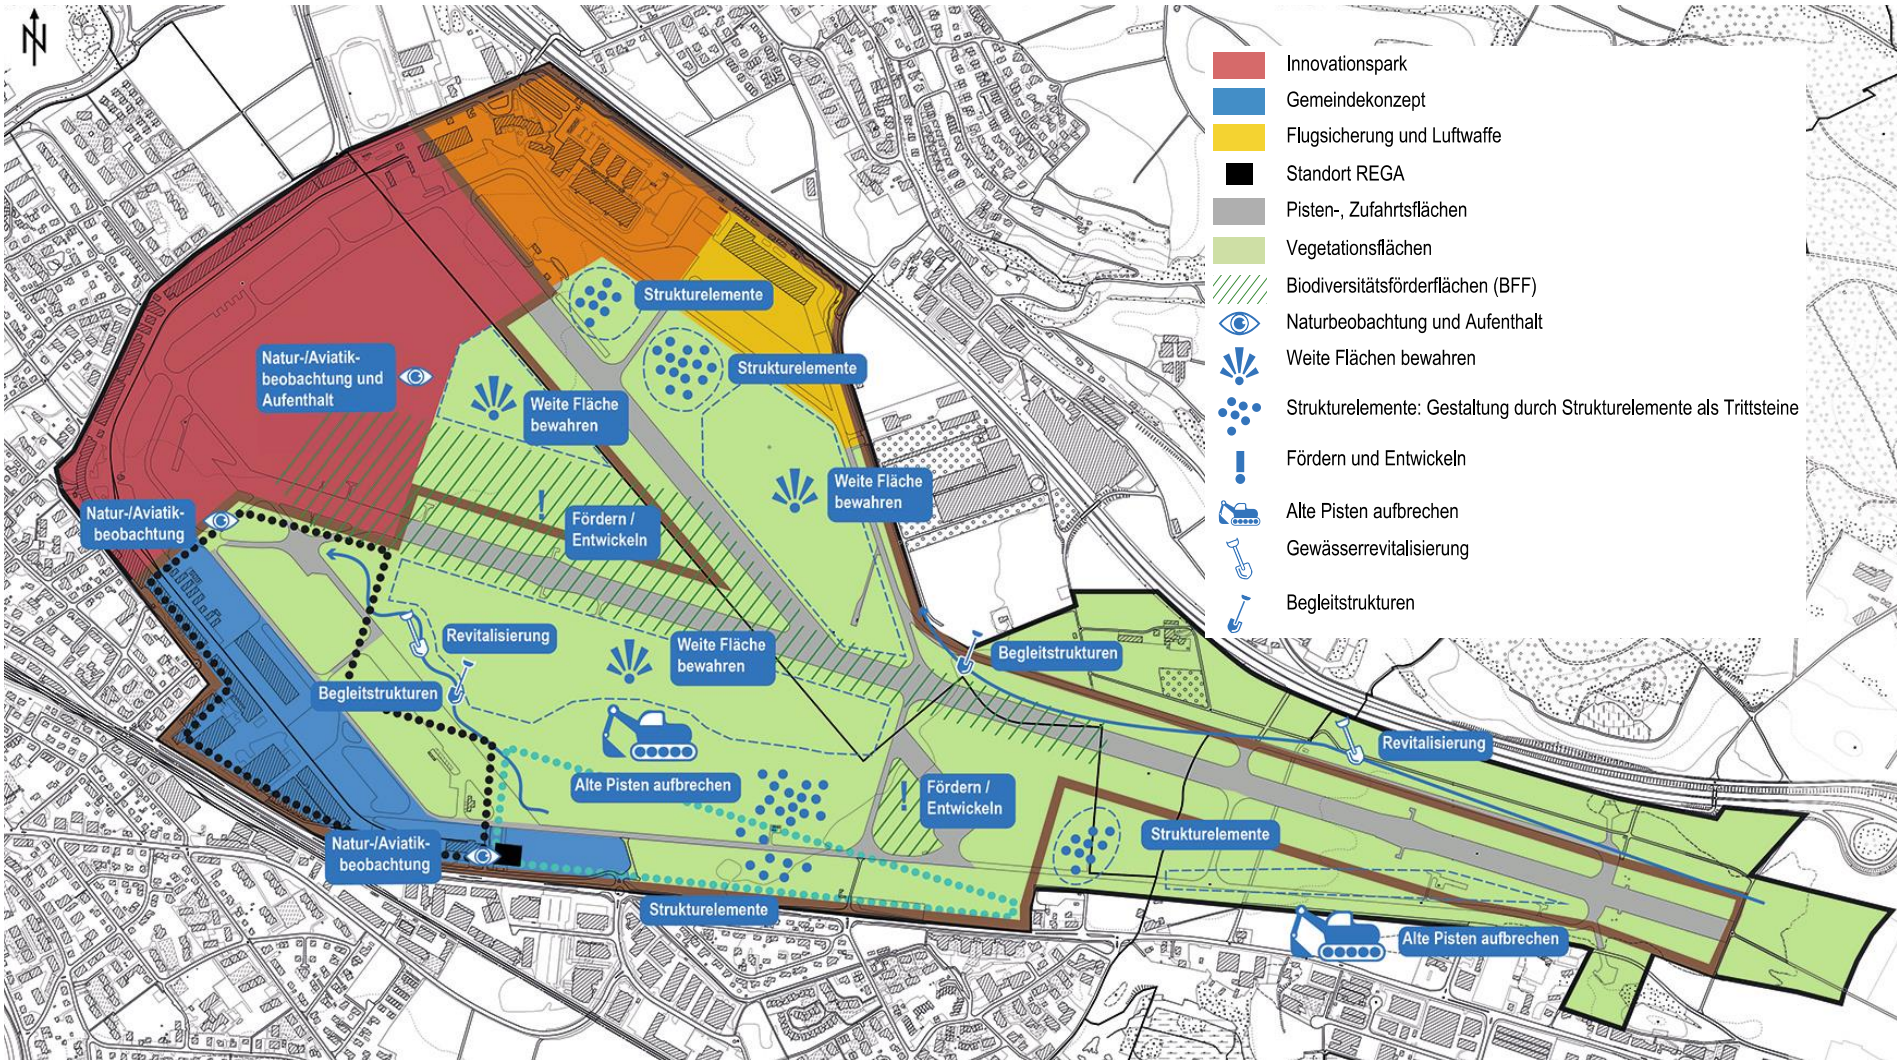 N
Innovationspark
Gemeindekonzept
Flugsicherung und Luftwaffe
Standort REGA
Pisten-, Zufahrtsflächen
Vegetationsflächen
Biodiversitätsförderflächen (BFF)
Naturbeobachtung und Aufenthalt
Weite Flächen bewahren
Strukturelemente: Gestaltung durch Strukturelemente als Trittsteine
Fördern und Entwickeln
Alte Pisten aufbrechen
Gewässerrevitalisierung
Begleitstrukturen
Strukturelemente
Strukturelemente
Natur-/Aviatik-
beobachtung und
Aufenthalt
Weite Fläche
bewahren
Weite Fläche
bewahren
Natur-/Aviatik-
beobachtung
Fördern /
Entwickeln
Revitalisierung
Weite Fläche
bewahren
Begleitstrukturen
Begleitstrukturen
Revitalisierung
Alte Pisten aufbrechen
Fördern /
Entwickeln
Strukturelemente
Natur-/Aviatik-
beobachtung
Strukturelemente
Alte Pisten aufbrechen